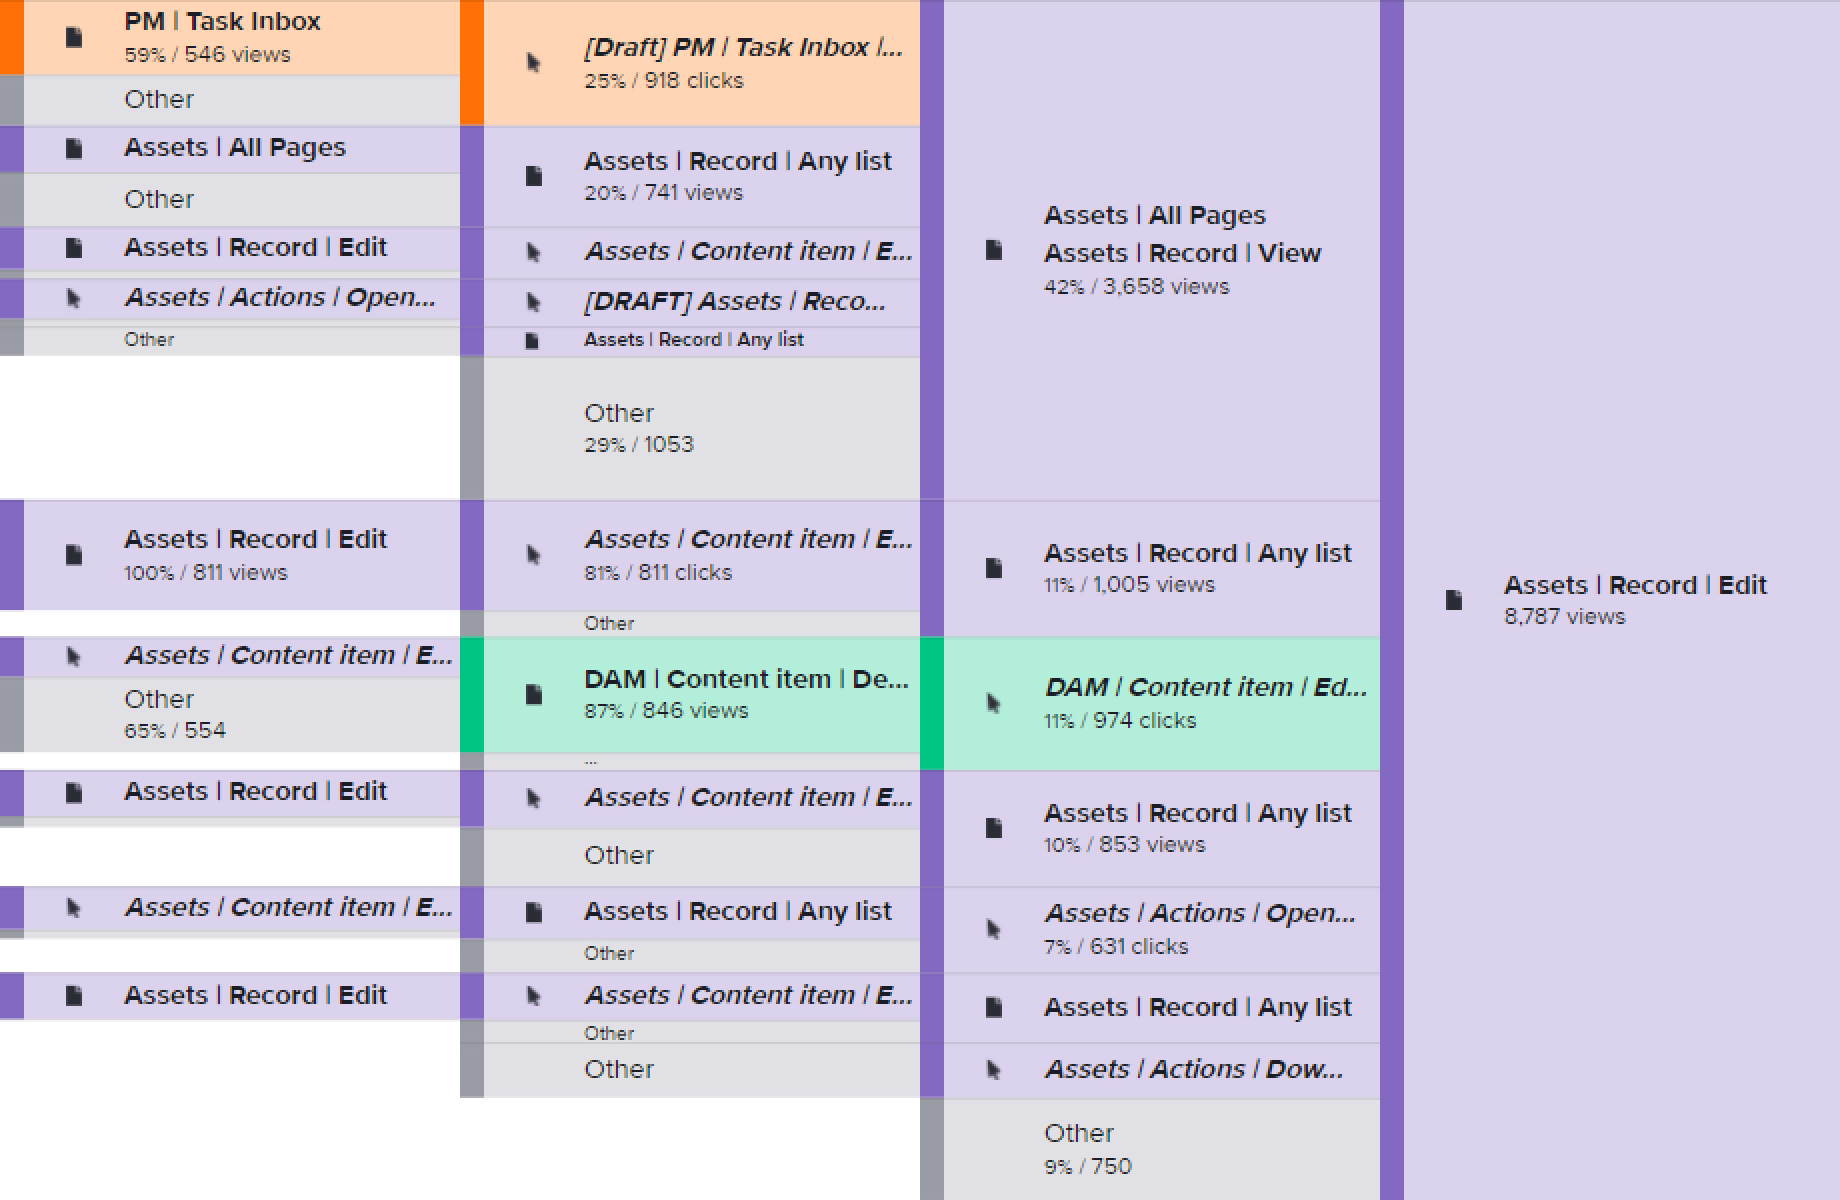 PM | Task Inbox
59% / 546 views
Other
Assets | All Pages
Other
Assets | Record | Edit
Assets | Actions | Open...
Other
Assets | Record | Edit
100% / 811 views
Assets | Content item | E...
Other
65% / 554
Assets | Record | Edit
Assets | Content item | E...
Assets | Record | Edit
[Draft] PM | Task Inbox |...
25% / 918 clicks
Assets | Record | Any list
20% / 741 views
Assets | Content item | E...
[DRAFT] Assets | Reco...
Assets | Record | Any list
Other
29% / 1053
Assets | Content item | E...
81% / 811 clicks
Other
DAM | Content item | De...
87% / 846 views
...
Assets | Content item | E...
Other
Assets | Record | Any list
Other
Assets | Content item | E...
Other
Other
Assets | All Pages
Assets | Record | View
42% / 3,658 views
Assets | Record | Any list
11% / 1,005 views
DAM | Content item | Ed...
11% / 974 clicks
Assets | Record | Any list
10% / 853 views
Assets | Actions | Open...
7% / 631 clicks
Assets | Record | Any list
Assets | Actions | Dow...
Other
9% / 750
Assets | Record | Edit
8,787 views